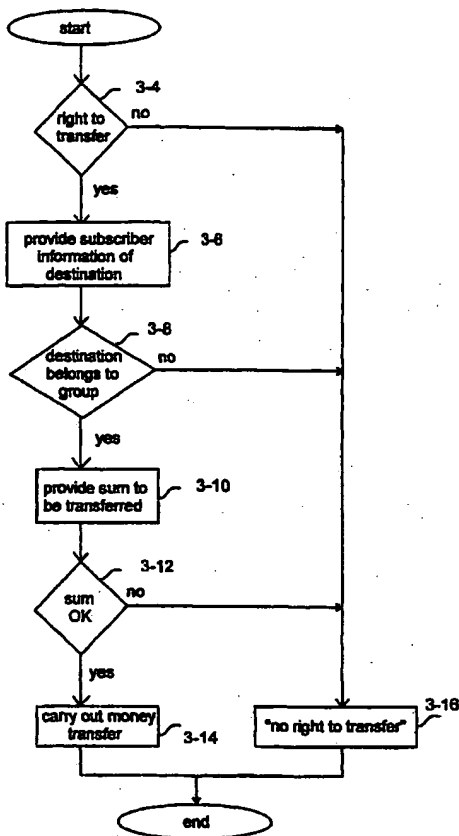 start
3-4
right to
transfer
no
yes
provide subscriber
information of
destination
3-6
3-8
destination
belongs to
group
no
yes
provide sum to
be transferred
3-10
3-12
sum
OK
no
yes
carry out money
transfer
3-14
3-16
"no right to transfer"
end